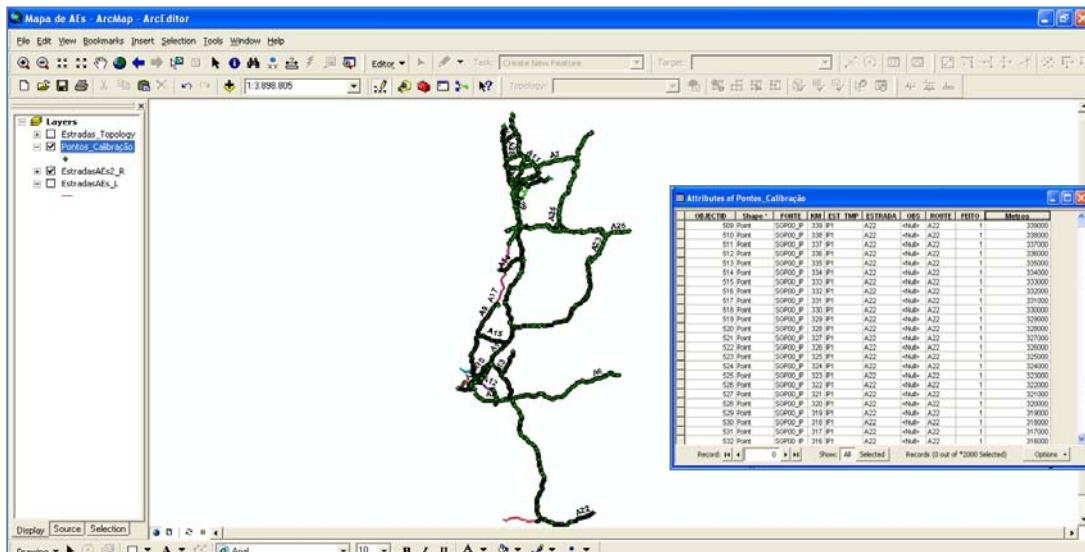 Mapa de AEs - ArcMap - ArcEditor
File Edit View Bookmarks Insert Selection Tools Window Help
Editor Task: Create New Feature Target:
1:3.898.805 Topology:
Layers
Estradas_Topology
Pontos_Calibração
EstradasAEs2_R
EstradasAEs_L
A7
A11
A25
A25
A23
A17
A8
A15
A6
A12
A22
Attributes of Pontos_Calibração
OBJECTID Shape * FONTE KM EST_TMP ESTRADA OBS ROUTE FEITO Metros
509 Point SGP00_IP 339 IP1 A22 <Null> A22 1 339000
510 Point SGP00_IP 338 IP1 A22 <Null> A22 1 338000
511 Point SGP00_IP 337 IP1 A22 <Null> A22 1 337000
512 Point SGP00_IP 336 IP1 A22 <Null> A22 1 336000
513 Point SGP00_IP 335 IP1 A22 <Null> A22 1 335000
514 Point SGP00_IP 334 IP1 A22 <Null> A22 1 334000
515 Point SGP00_IP 333 IP1 A22 <Null> A22 1 333000
516 Point SGP00_IP 332 IP1 A22 <Null> A22 1 332000
517 Point SGP00_IP 331 IP1 A22 <Null> A22 1 331000
518 Point SGP00_IP 330 IP1 A22 <Null> A22 1 330000
519 Point SGP00_IP 329 IP1 A22 <Null> A22 1 329000
520 Point SGP00_IP 328 IP1 A22 <Null> A22 1 328000
521 Point SGP00_IP 327 IP1 A22 <Null> A22 1 327000
522 Point SGP00_IP 326 IP1 A22 <Null> A22 1 326000
523 Point SGP00_IP 325 IP1 A22 <Null> A22 1 325000
524 Point SGP00_IP 324 IP1 A22 <Null> A22 1 324000
525 Point SGP00_IP 323 IP1 A22 <Null> A22 1 323000
526 Point SGP00_IP 322 IP1 A22 <Null> A22 1 322000
527 Point SGP00_IP 321 IP1 A22 <Null> A22 1 321000
528 Point SGP00_IP 320 IP1 A22 <Null> A22 1 320000
529 Point SGP00_IP 319 IP1 A22 <Null> A22 1 319000
530 Point SGP00_IP 318 IP1 A22 <Null> A22 1 318000
531 Point SGP00_IP 317 IP1 A22 <Null> A22 1 317000
532 Point SGP00_IP 316 IP1 A22 <Null> A22 1 316000
Record: 0 Show: All Selected Records (0 out of *2000 Selected) Options
Display Source Selection
Drawing A Arial 10 B I U A